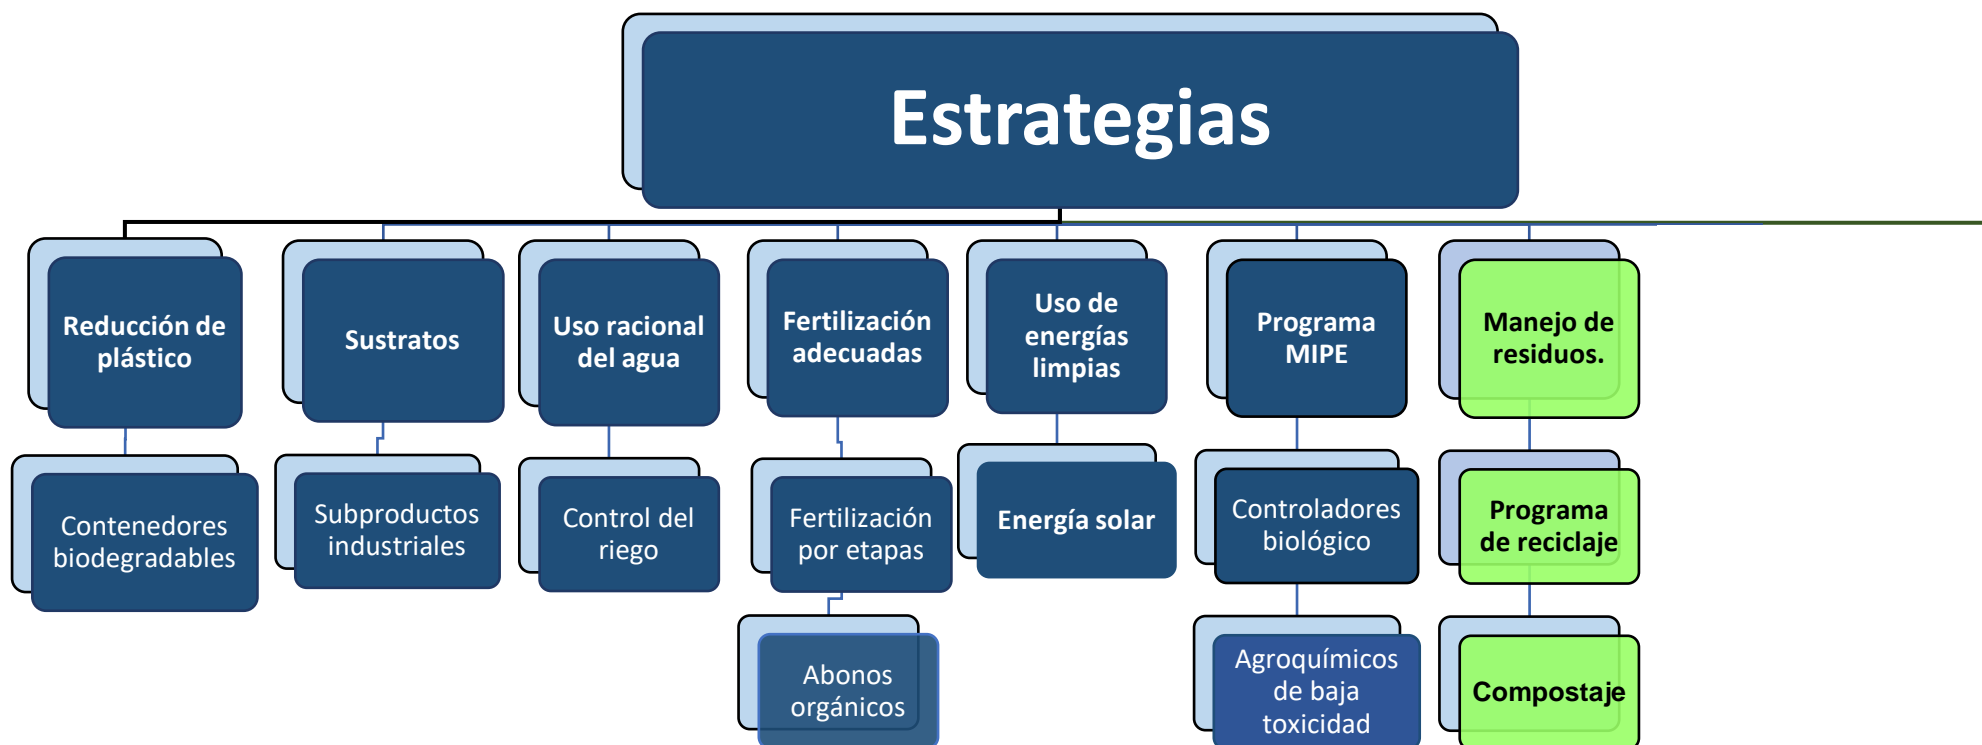 Estrategias
Reducción de
plástico
Sustratos
Uso racional
del agua
Fertilización
adecuadas
Uso de
energías
limpias
Programa
MIPE
Manejo de
residuos.
Contenedores
biodegradables
Subproductos
industriales
Control del
riego
Fertilización
por etapas
Energía solar
Controladores
biológico
Programa
de reciclaje
Abonos
orgánicos
Agroquímicos
de baja
toxicidad
Compostaje